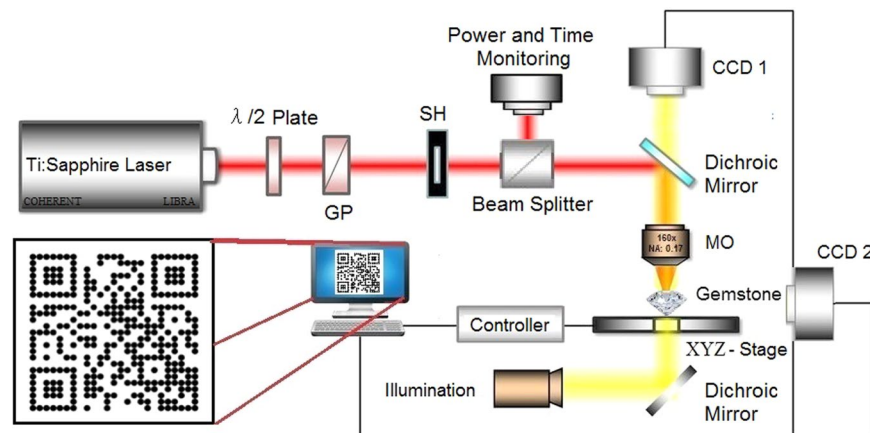 Power and Time
Monitoring
CCD 1
λ/2 Plate
SH
Ti:Sapphire Laser
COHERENT LIBRA
GP
Beam Splitter
Dichroic
Mirror
160x
NA: 0.17
MO
CCD 2
Gemstone
Controller
XYZ - Stage
Illumination
Dichroic
Mirror